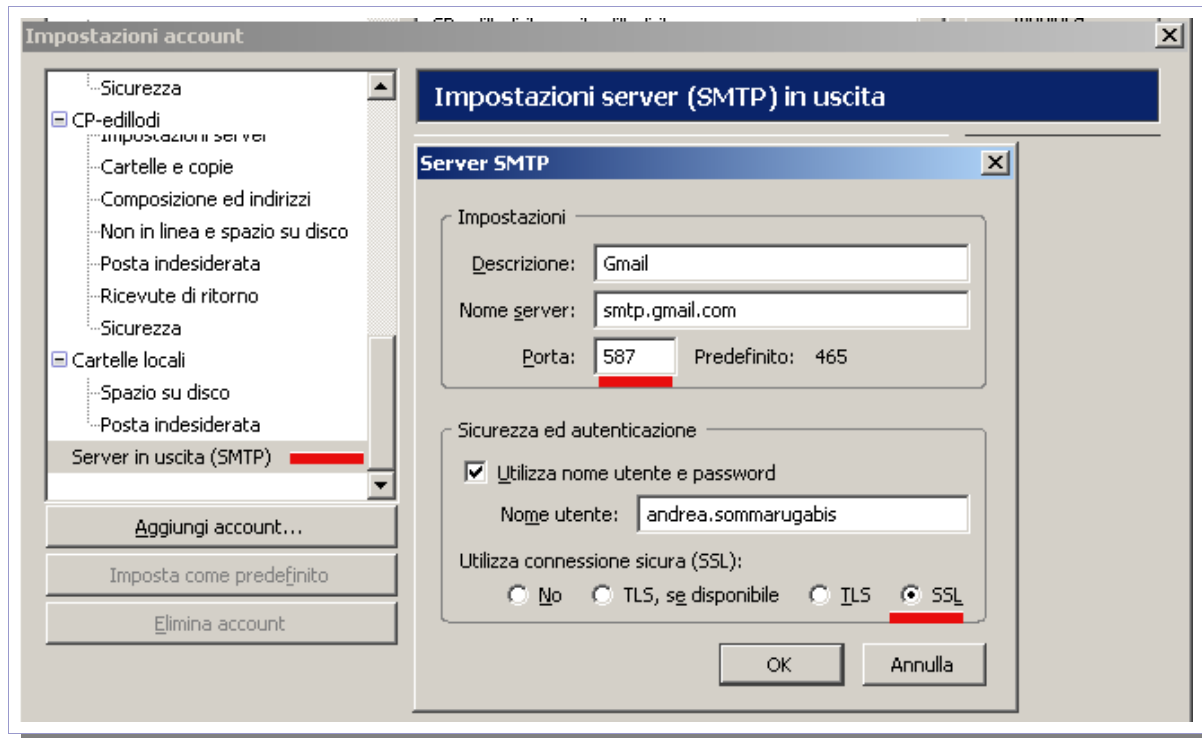 Impostazioni account
Sicurezza
CP-edillodi
Impostazioni server
Cartelle e copie
Composizione ed indirizzi
Non in linea e spazio su disco
Posta indesiderata
Ricevute di ritorno
Sicurezza
Cartelle locali
Spazio su disco
Posta indesiderata
Server in uscita (SMTP)
Aggiungi account...
Imposta come predefinito
Elimina account
Impostazioni server (SMTP) in uscita
Server SMTP
Impostazioni
Descrizione: Gmail
Nome server: smtp.gmail.com
Porta: 587 Predefinito: 465
Sicurezza ed autenticazione
Utilizza nome utente e password
Nome utente: andrea.sommarugabis
Utilizza connessione sicura (SSL):
No TLS, se disponibile TLS SSL
OK Annulla